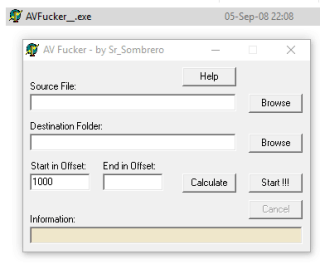 AVFucker__.exe 05-Sep-08 22:08
AV Fucker - by Sr_Sombrero
Help
Source File:
Browse
Destination Folder:
Browse
Start in Offset: End in Offset:
1000 Calculate Start !!!
Cancel
Information: